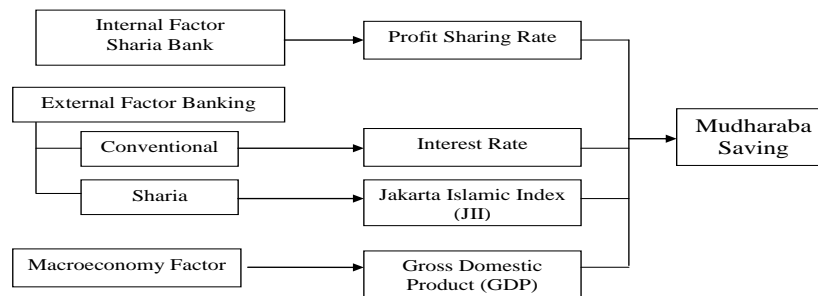 Internal Factor
Sharia Bank
Profit Sharing Rate
External Factor Banking
Mudharaba
Saving
Conventional
Interest Rate
Sharia
Jakarta Islamic Index
(JII)
Macroeconomy Factor
Gross Domestic
Product (GDP)